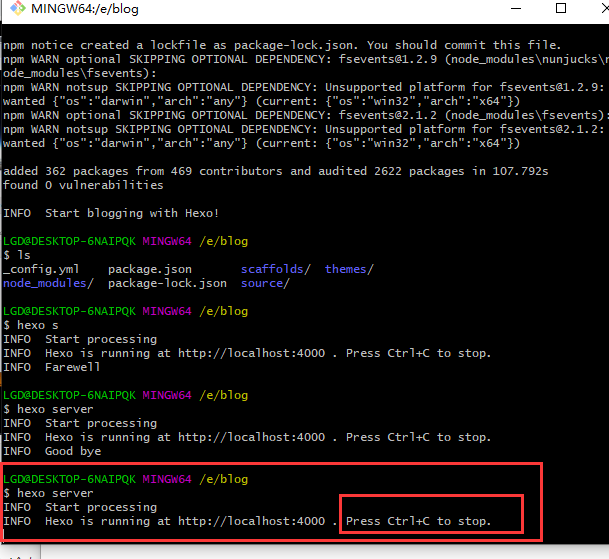 MINGW64:/e/blog
npm notice created a lockfile as package-lock.json. You should commit this file.
npm WARN optional SKIPPING OPTIONAL DEPENDENCY: fsevents@1.2.9 (node_modules\nunjucks\n
ode_modules\fsevents):
npm WARN notsup SKIPPING OPTIONAL DEPENDENCY: Unsupported platform for fsevents@1.2.9:
wanted {"os":"darwin","arch":"any"} (current: {"os":"win32","arch":"x64"})
npm WARN optional SKIPPING OPTIONAL DEPENDENCY: fsevents@2.1.2 (node_modules\fsevents):
npm WARN notsup SKIPPING OPTIONAL DEPENDENCY: Unsupported platform for fsevents@2.1.2:
wanted {"os":"darwin","arch":"any"} (current: {"os":"win32","arch":"x64"})
added 362 packages from 469 contributors and audited 2622 packages in 107.792s
found 0 vulnerabilities
INFO  Start blogging with Hexo!
LGD@DESKTOP-6NAIPQK MINGW64 /e/blog
$ ls
_config.yml    package.json       scaffolds/  themes/
node_modules/  package-lock.json  source/
LGD@DESKTOP-6NAIPQK MINGW64 /e/blog
$ hexo s
INFO  Start processing
INFO  Hexo is running at http://localhost:4000 . Press Ctrl+C to stop.
INFO  Farewell
LGD@DESKTOP-6NAIPQK MINGW64 /e/blog
$ hexo server
INFO  Start processing
INFO  Hexo is running at http://localhost:4000 . Press Ctrl+C to stop.
INFO  Good bye
LGD@DESKTOP-6NAIPQK MINGW64 /e/blog
$ hexo server
INFO  Start processing
INFO  Hexo is running at http://localhost:4000 . Press Ctrl+C to stop.